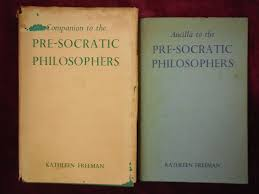 Companion to the
PRE-SOCRATIC
PHILOSOPHERS
KATHLEEN FREEMAN
Ancilla to the
PRE-SOCRATIC
PHILOSOPHERS
KATHLEEN FREEMAN